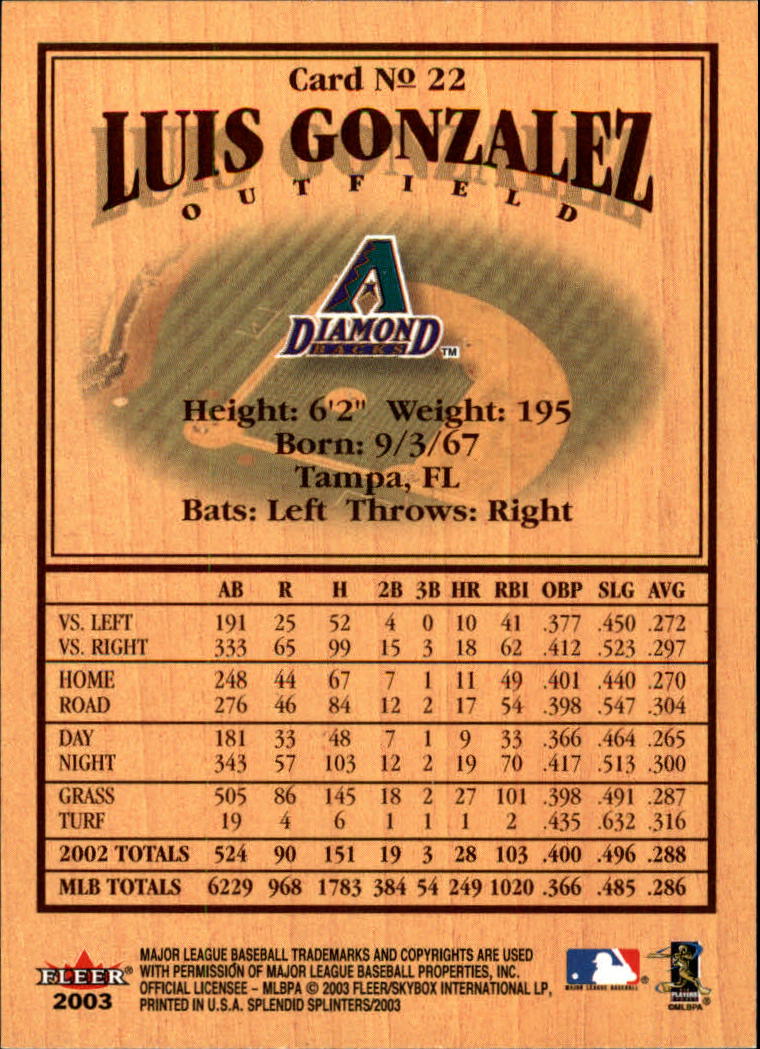 Card Nº 22
LUIS GONZALEZ
OUTFIELD
A
DIAMOND
BACKS
TM
Height: 6'2" Weight: 195
Born: 9/3/67
Tampa, FL
Bats: Left Throws: Right
AB R H 2B 3B HR RBI OBP SLG AVG
VS. LEFT 191 25 52 4 0 10 41 .377 .450 .272
VS. RIGHT 333 65 99 15 3 18 62 .412 .523 .297
HOME 248 44 67 7 1 11 49 .401 .440 .270
ROAD 276 46 84 12 2 17 54 .398 .547 .304
DAY 181 33 48 7 1 9 33 .366 .464 .265
NIGHT 343 57 103 12 2 19 70 .417 .513 .300
GRASS 505 86 145 18 2 27 101 .398 .491 .287
TURF 19 4 6 1 1 1 2 .435 .632 .316
2002 TOTALS 524 90 151 19 3 28 103 .400 .496 .288
MLB TOTALS 6229 968 1783 384 54 249 1020 .366 .485 .286
FLEER®
2003
MAJOR LEAGUE BASEBALL TRADEMARKS AND COPYRIGHTS ARE USED
WITH PERMISSION OF MAJOR LEAGUE BASEBALL PROPERTIES, INC.
OFFICIAL LICENSEE – MLBPA © 2003 FLEER/SKYBOX INTERNATIONAL LP,
PRINTED IN U.S.A. SPLENDID SPLINTERS/2003
MAJOR LEAGUE BASEBALL®
PLAYERS
®
©MLBPA